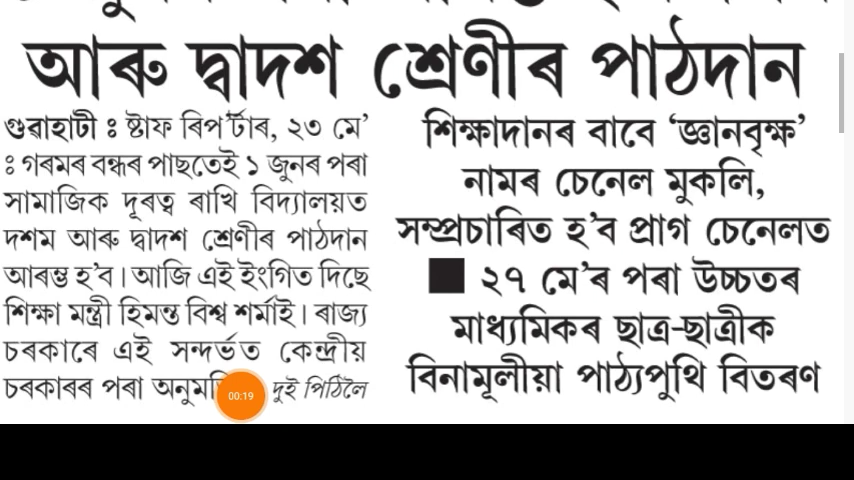 আৰু দ্বাদশ শ্ৰেণীৰ পাঠদান
গুৱাহাটী ঃ ষ্টাফ ৰিপ'ৰ্টাৰ, ২৩ মে'
ঃ গৰমৰ বন্ধৰ পাছতেই ১ জুনৰ পৰা
সামাজিক দূৰত্ব ৰাখি বিদ্যালয়ত
দশম আৰু দ্বাদশ শ্ৰেণীৰ পাঠদান
আৰম্ভ হ'ব। আজি এই ইংগিত দিছে
শিক্ষা মন্ত্ৰী হিমন্ত বিশ্ব শৰ্মাই। ৰাজ্য
চৰকাৰে এই সন্দৰ্ভত কেন্দ্ৰীয়
চৰকাৰৰ পৰা দুই পিঠিলৈ
শিক্ষাদানৰ বাবে ‘জ্ঞানবৃক্ষ’
নামৰ চেনেল মুকলি,
সম্প্ৰচাৰিত হ'ব প্ৰাগ চেনেলত
■ ২৭ মে'ৰ পৰা উচ্চতৰ
মাধ্যমিকৰ ছাত্ৰ-ছাত্ৰীক
বিনামূলীয়া পাঠ্যপুথি বিতৰণ
00:19